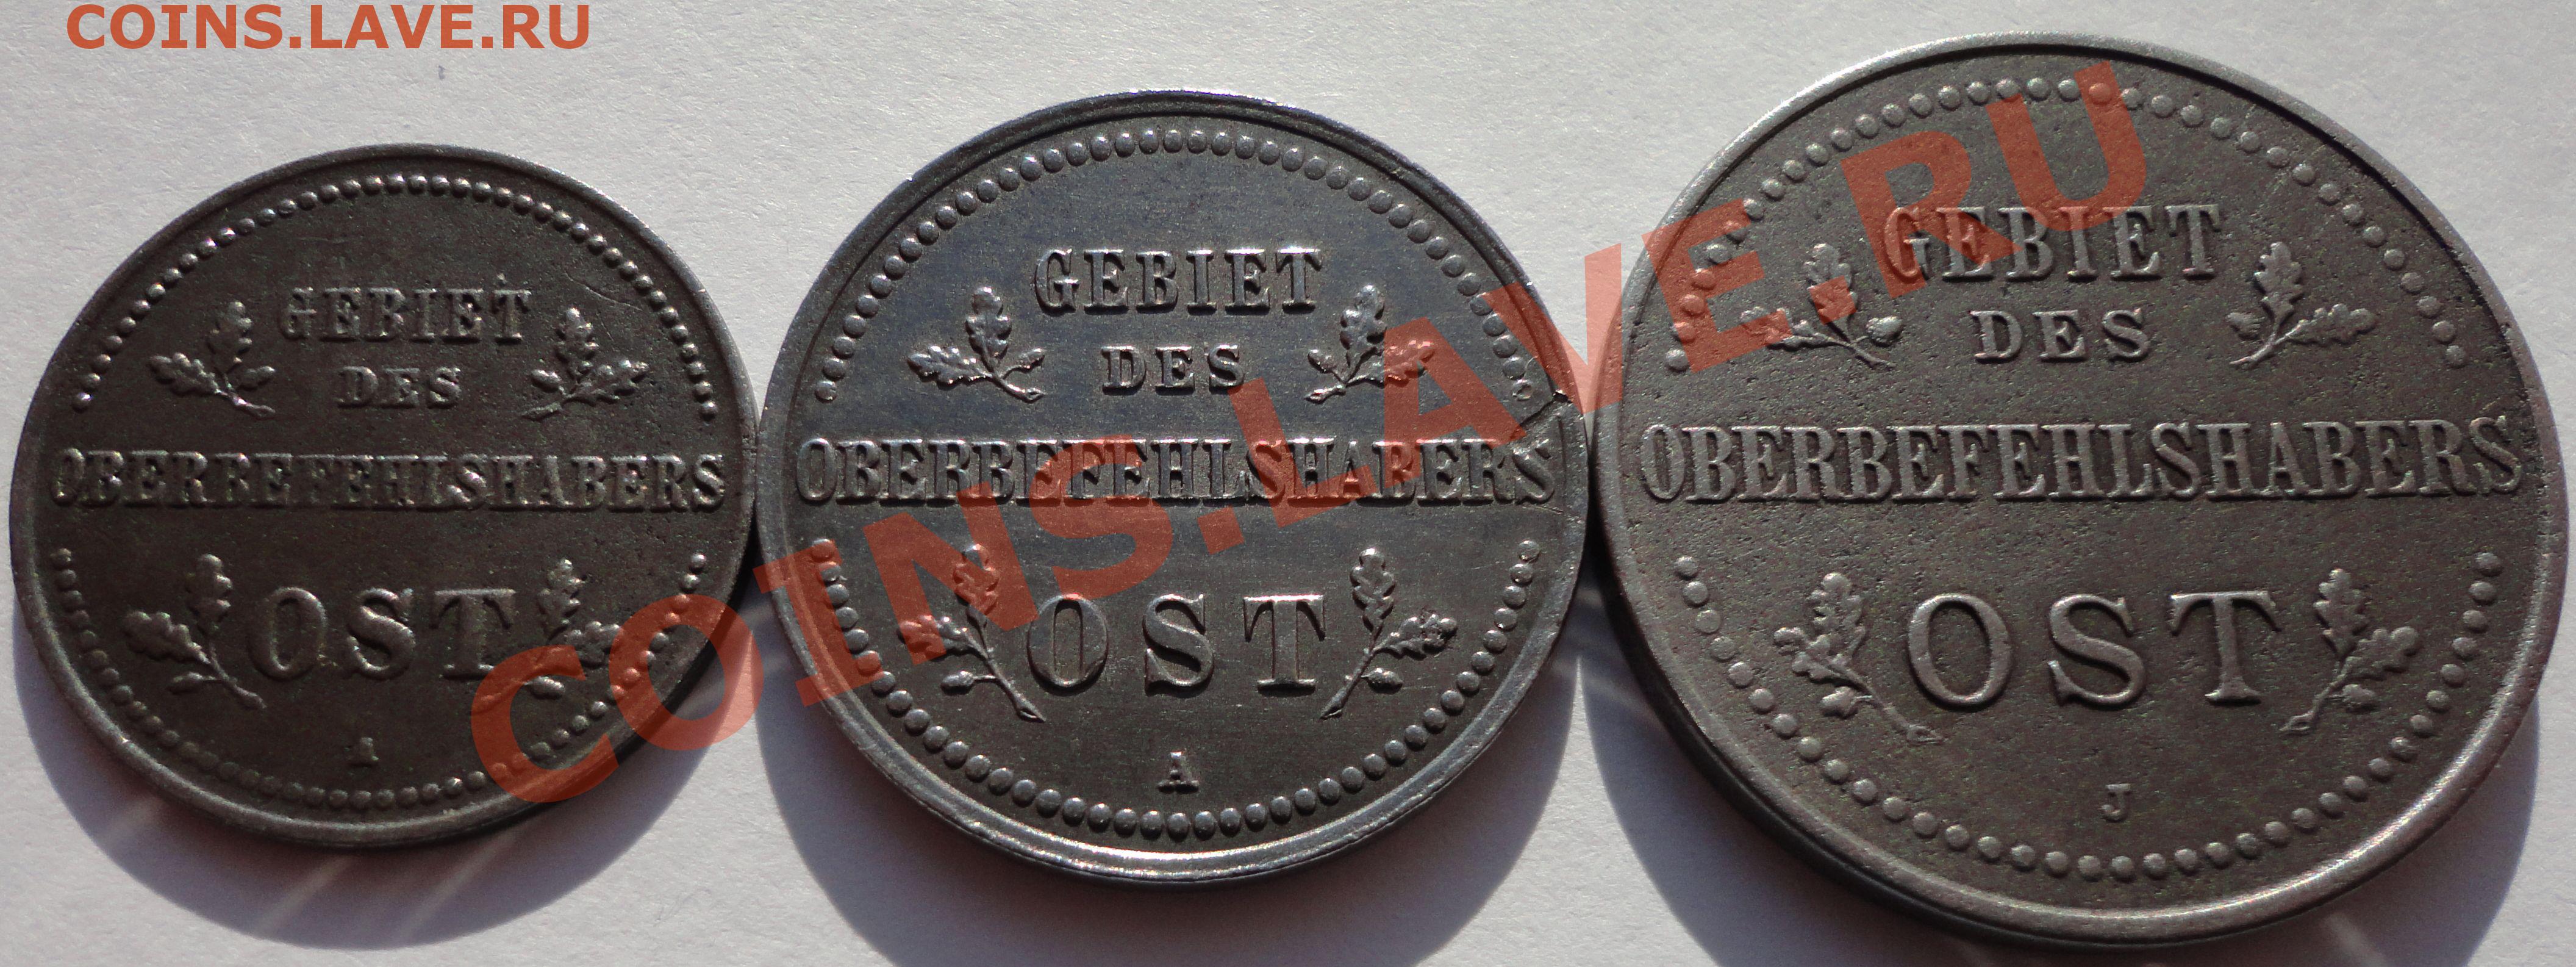 COINS.LAVE.RU
GEBIET
DES
OBERBEFEHLSHABERS
OST
A
GEBIET
DES
OBERBEFEHLSHABERS
OST
A
GEBIET
DES
OBERBEFEHLSHABERS
OST
J
COINS.LAVE.RU